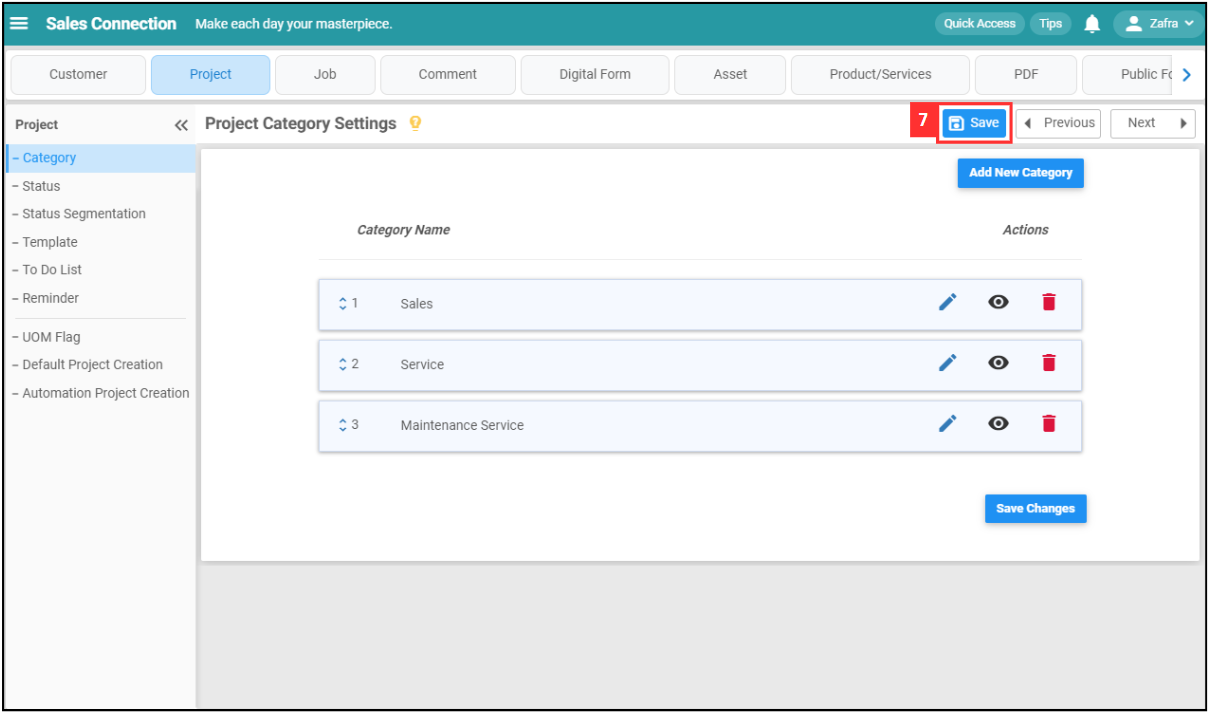 Sales Connection Make each day your masterpiece. Quick Access Tips Zafra
Customer Project Job Comment Digital Form Asset Product/Services PDF Public Fo
Project Project Category Settings 7 Save Previous Next
– Category
– Status
– Status Segmentation
– Template
– To Do List
– Reminder
– UOM Flag
– Default Project Creation
– Automation Project Creation
Add New Category
Category Name Actions
1 Sales
2 Service
3 Maintenance Service
Save Changes